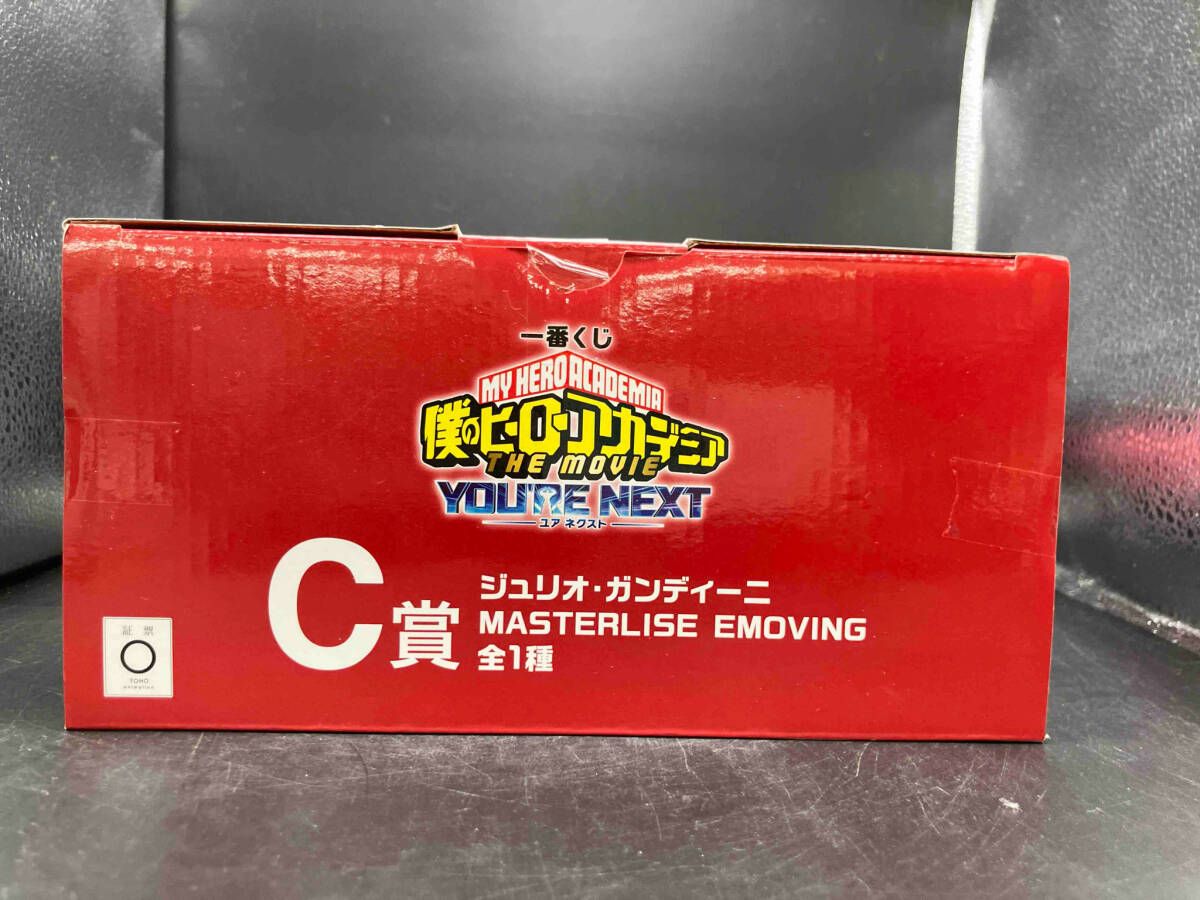 一番くじ
MY HERO ACADEMIA
僕のヒーローアカデミア
THE MOVIE
YOU'RE NEXT
ユア ネクスト
C賞
ジュリオ・ガンディーニ
MASTERLISE EMOVING
全1種
証票
TOHO
animation